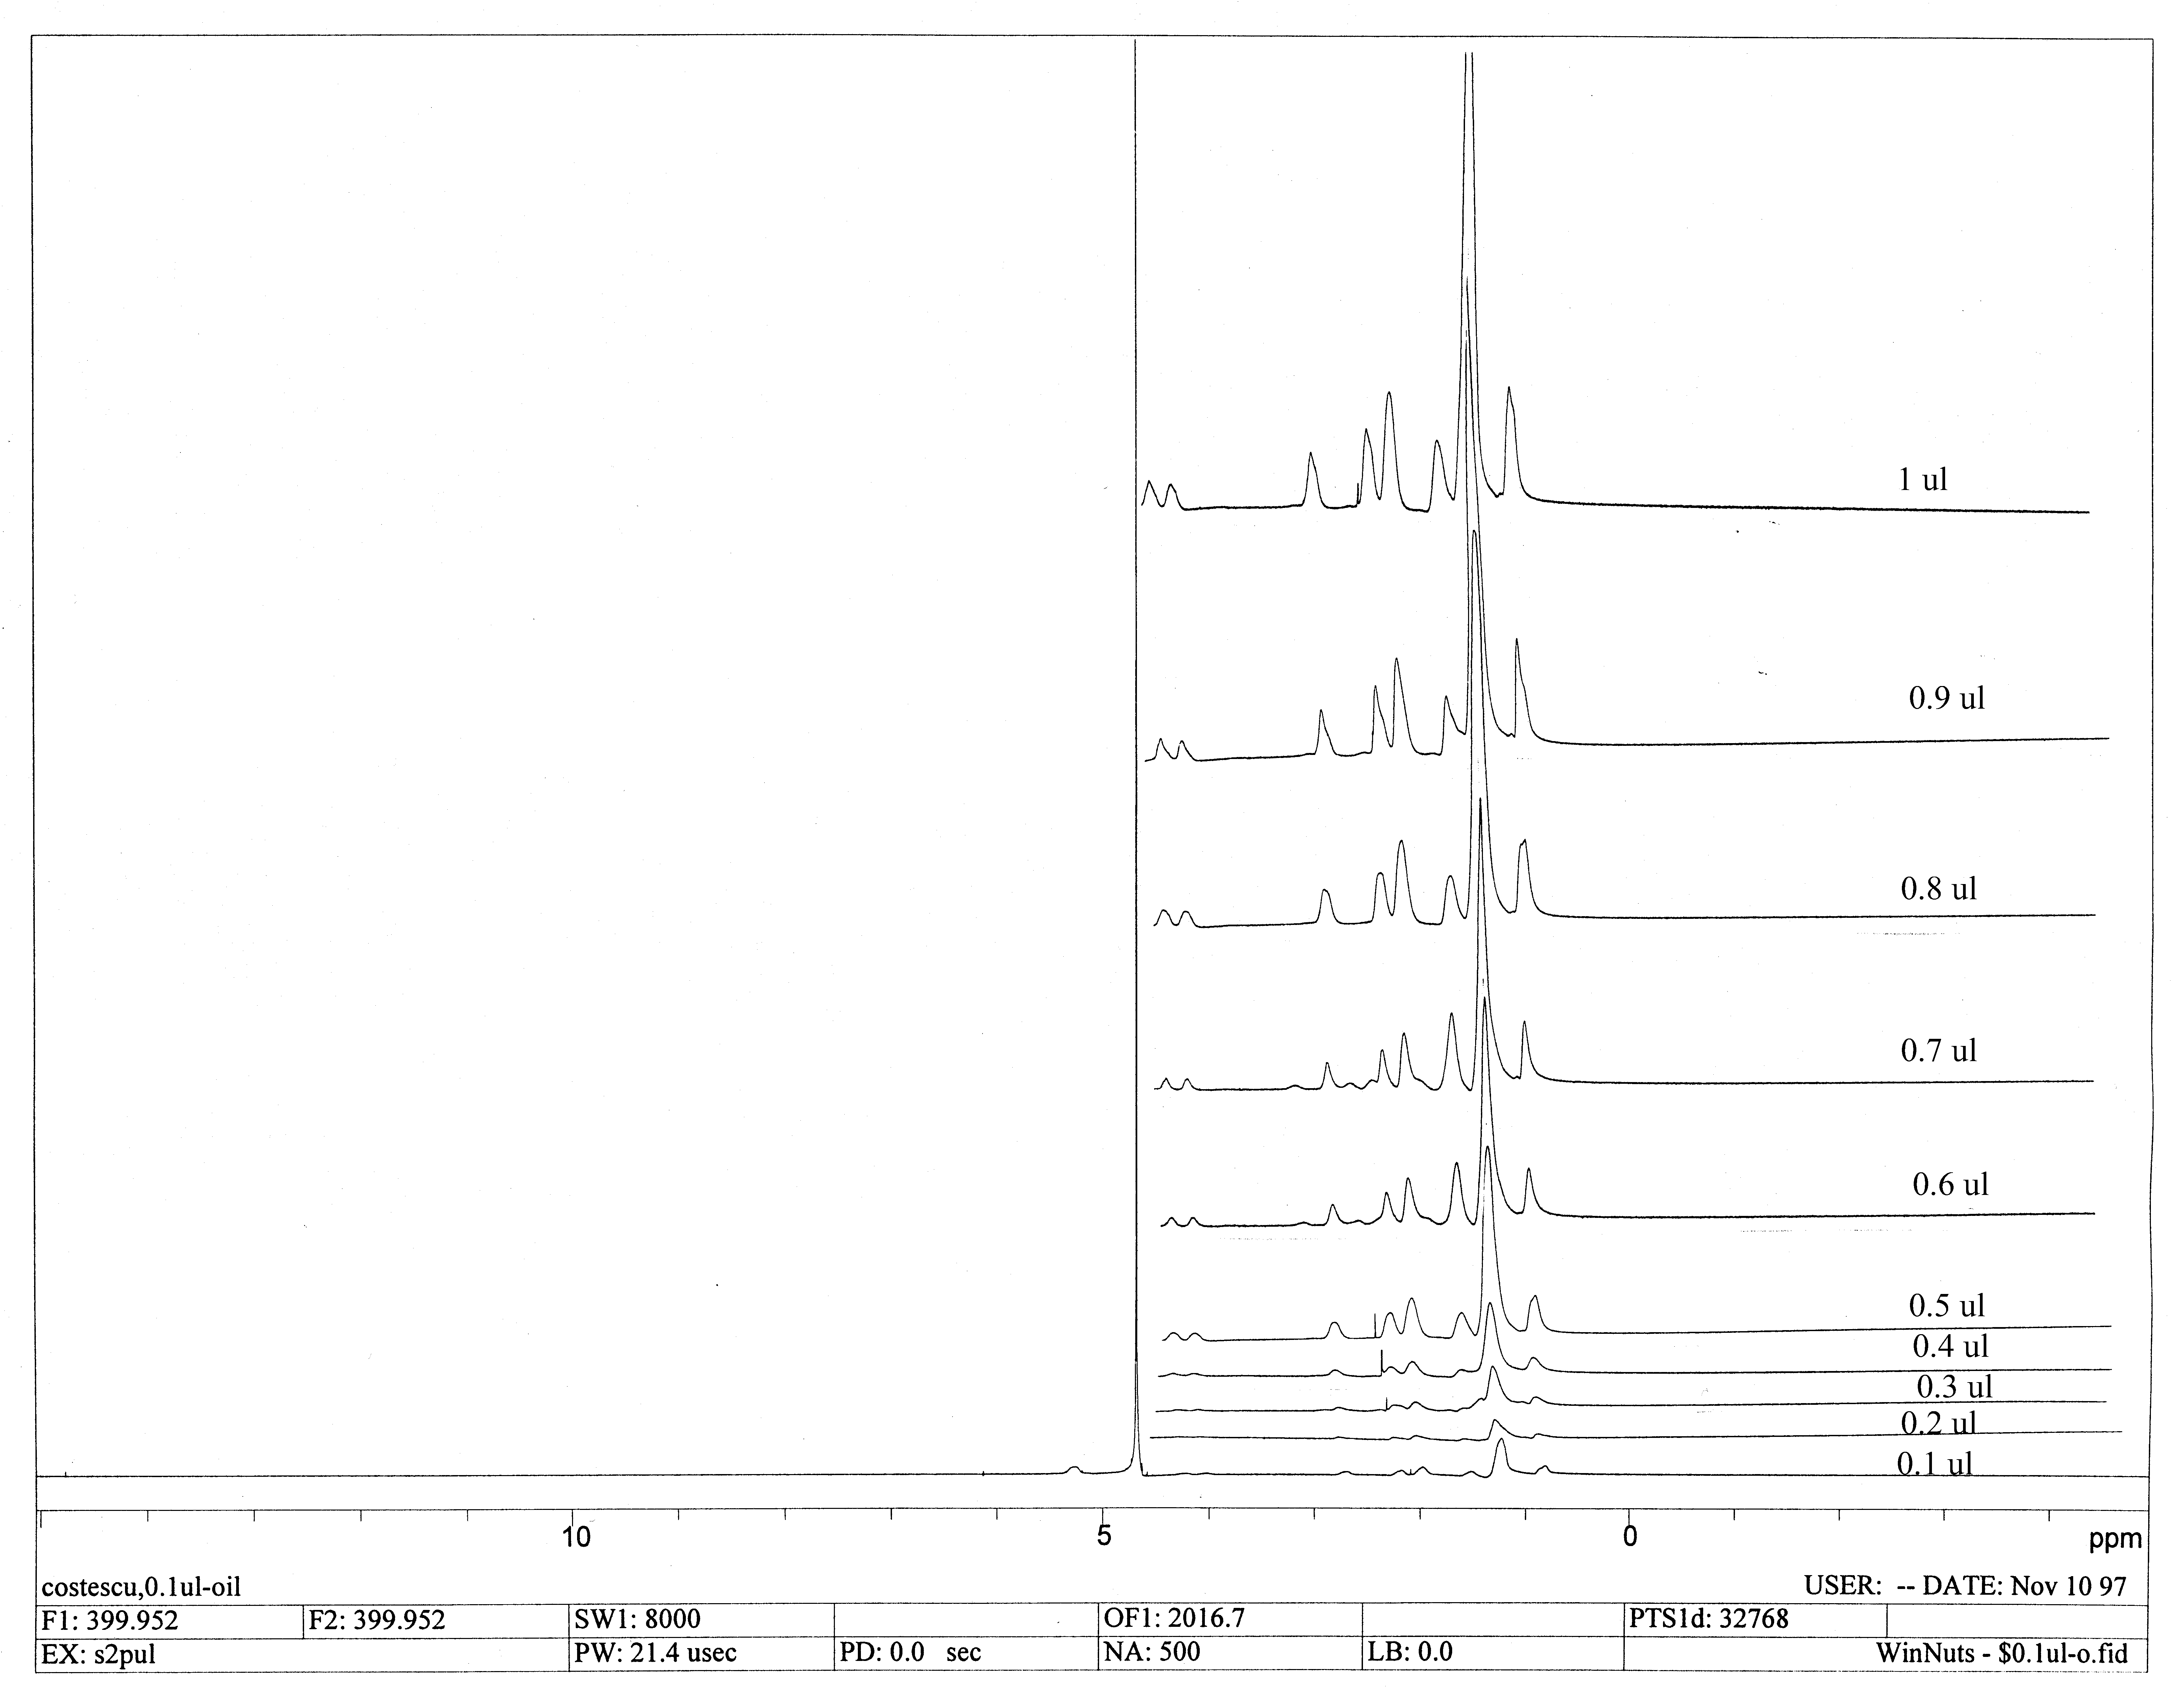 1 ul
0.9 ul
0.8 ul
0.7 ul
0.6 ul
0.5 ul
0.4 ul
0.3 ul
0.2 ul
0.1 ul
10 5 0 ppm
costescu,0.1ul-oil USER: -- DATE: Nov 10 97
F1: 399.952 F2: 399.952 SW1: 8000 OF1: 2016.7 PTS1d: 32768
EX: s2pul PW: 21.4 usec PD: 0.0 sec NA: 500 LB: 0.0 WinNuts - $0.1ul-o.fid